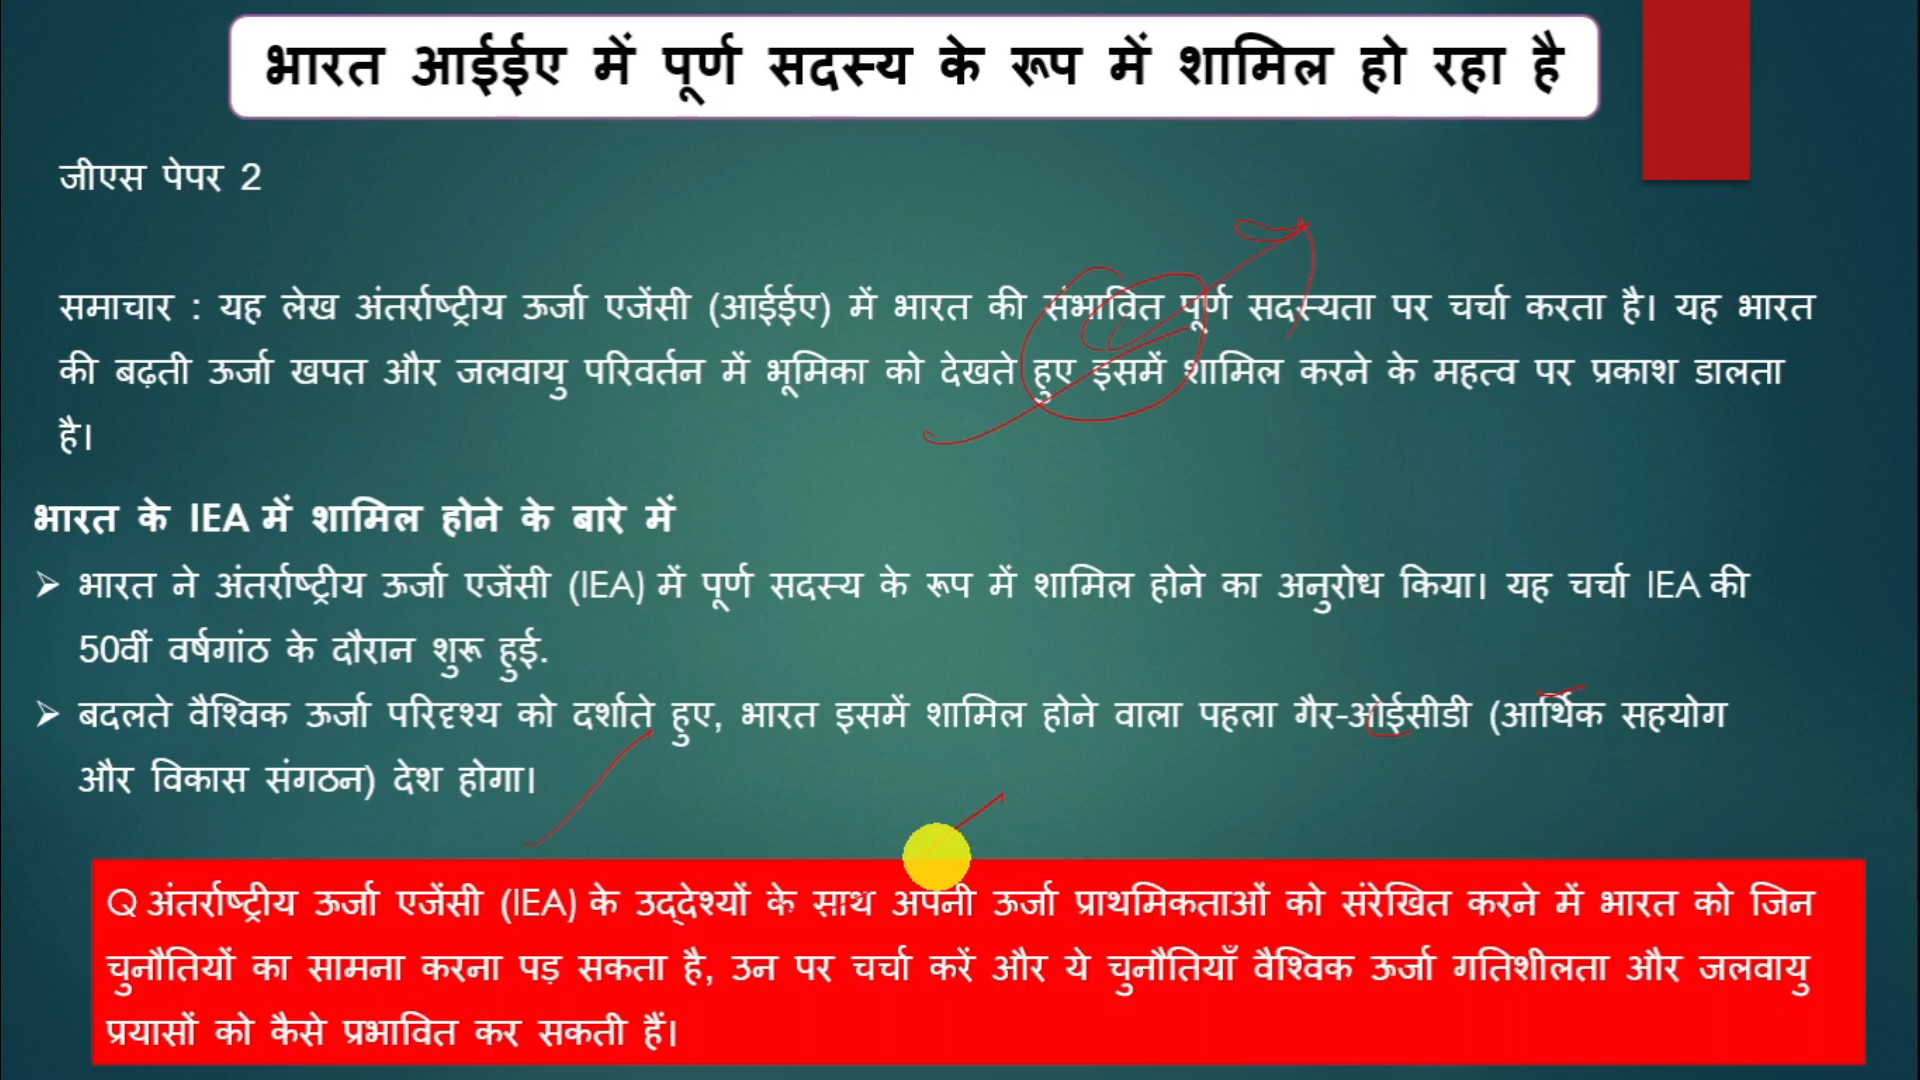 भारत आईईए में पूर्ण सदस्य के रूप में शामिल हो रहा है
जीएस पेपर 2
समाचार : यह लेख अंतर्राष्ट्रीय ऊर्जा एजेंसी (आईईए) में भारत की संभावित पूर्ण सदस्यता पर चर्चा करता है। यह भारत
की बढ़ती ऊर्जा खपत और जलवायु परिवर्तन में भूमिका को देखते हुए इसमें शामिल करने के महत्व पर प्रकाश डालता
है।
भारत के IEA में शामिल होने के बारे में
➢ भारत ने अंतर्राष्ट्रीय ऊर्जा एजेंसी (IEA) में पूर्ण सदस्य के रूप में शामिल होने का अनुरोध किया। यह चर्चा IEA की
50वीं वर्षगांठ के दौरान शुरू हुई.
➢ बदलते वैश्विक ऊर्जा परिदृश्य को दर्शाते हुए, भारत इसमें शामिल होने वाला पहला गैर-ओईसीडी (आर्थिक सहयोग
और विकास संगठन) देश होगा।
Q अंतर्राष्ट्रीय ऊर्जा एजेंसी (IEA) के उद्देश्यों के साथ अपनी ऊर्जा प्राथमिकताओं को संरेखित करने में भारत को जिन
चुनौतियों का सामना करना पड़ सकता है, उन पर चर्चा करें और ये चुनौतियाँ वैश्विक ऊर्जा गतिशीलता और जलवायु
प्रयासों को कैसे प्रभावित कर सकती हैं।